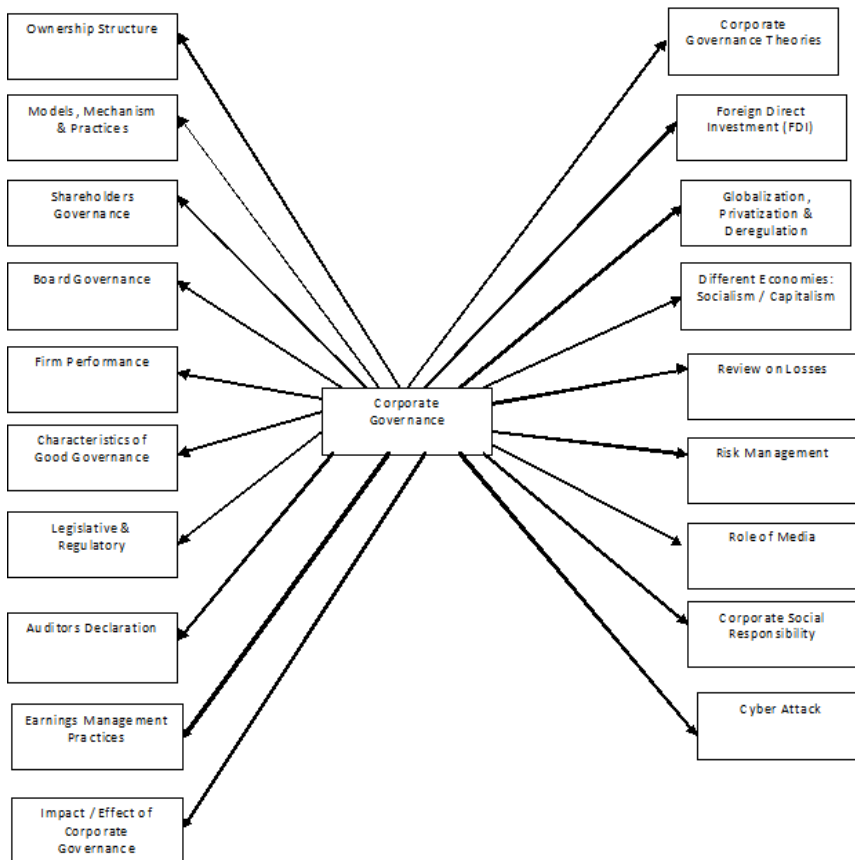 Ownership Structure
Models, Mechanism
& Practices
Shareholders
Governance
Board Governance
Firm Performance
Characteristics of
Good Governance
Legislative &
Regulatory
Auditors Declaration
Earnings Management
Practices
Impact / Effect of
Corporate
Governance
Corporate
Governance
Corporate
Governance Theories
Foreign Direct
Investment (FDI)
Globalization,
Privatization &
Deregulation
Different Economies:
Socialism / Capitalism
Review on Losses
Risk Management
Role of Media
Corporate Social
Responsibility
Cyber Attack